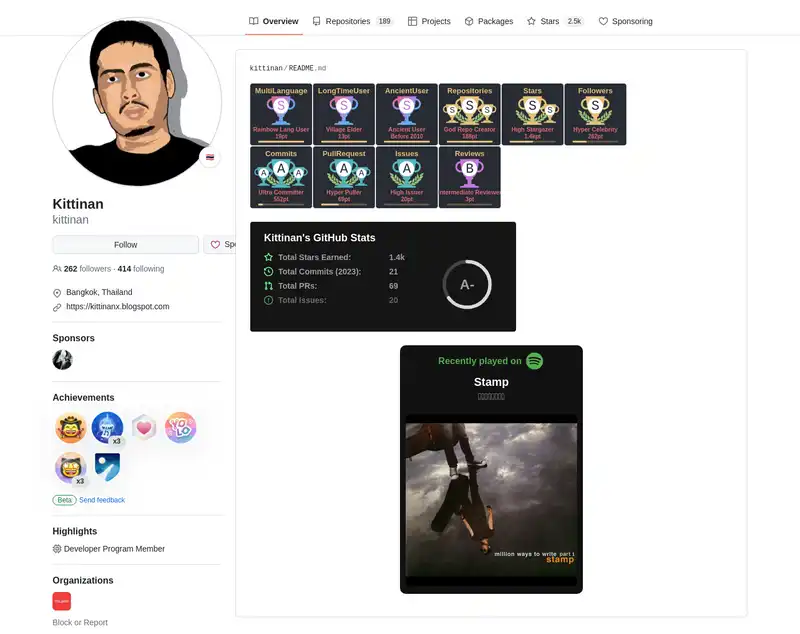 Overview Repositories 189 Projects Packages Stars 2.5k Sponsoring
kittinan/README.md
MultiLanguage LongTimeUser AncientUser Repositories Stars Followers
S S S S S S S S S S
Rainbow Lang User Village Elder Ancient User Before 2010 God Repo Creator High Stargazer Hyper Celebrity
19pt 13pt 188pt 1.4kpt 262pt
Commits PullRequest Issues Reviews
A A A A A B
Ultra Committer Hyper Puller High Issuer Intermediate Reviewer
552pt 69pt 20pt 3pt
Kittinan
kittinan
Follow
262 followers · 414 following
Bangkok, Thailand
https://kittinanx.blogspot.com
Sponsors
Achievements
x3
YOLO
x3
Beta Send feedback
Highlights
Developer Program Member
Organizations
Block or Report
Kittinan's GitHub Stats
Total Stars Earned: 1.4k
Total Commits (2023): 21
Total PRs: 69
Total Issues: 20
A-
Recently played on
Stamp
million ways to write part 1
stamp